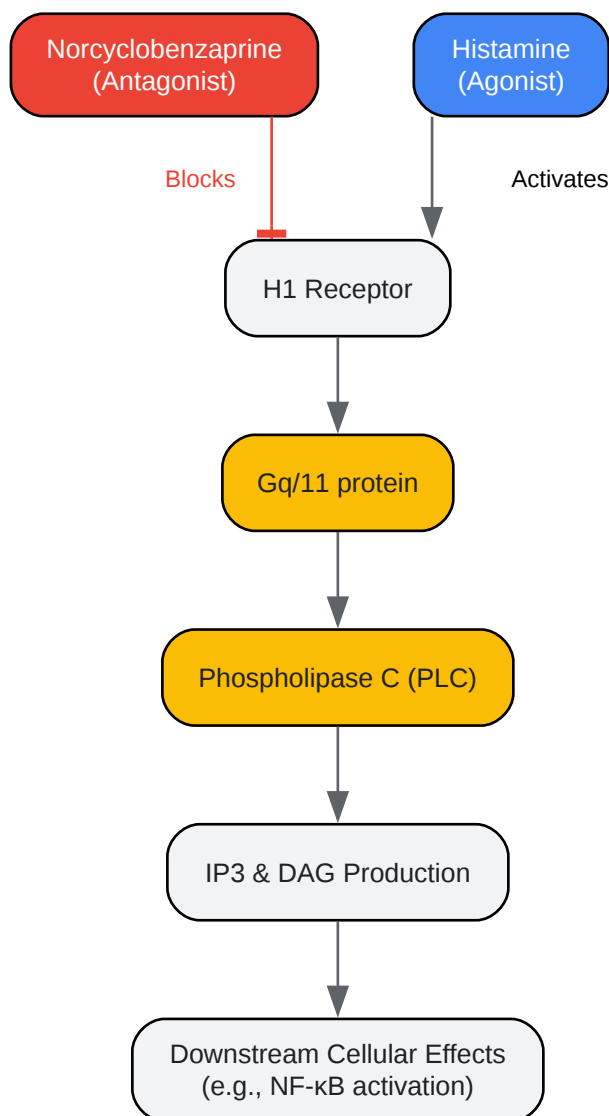 Norcyclobenzaprine
(Antagonist)
Histamine
(Agonist)
Blocks
Activates
H1 Receptor
Gq/11 protein
Phospholipase C (PLC)
IP3 & DAG Production
Downstream Cellular Effects
(e.g., NF-κB activation)